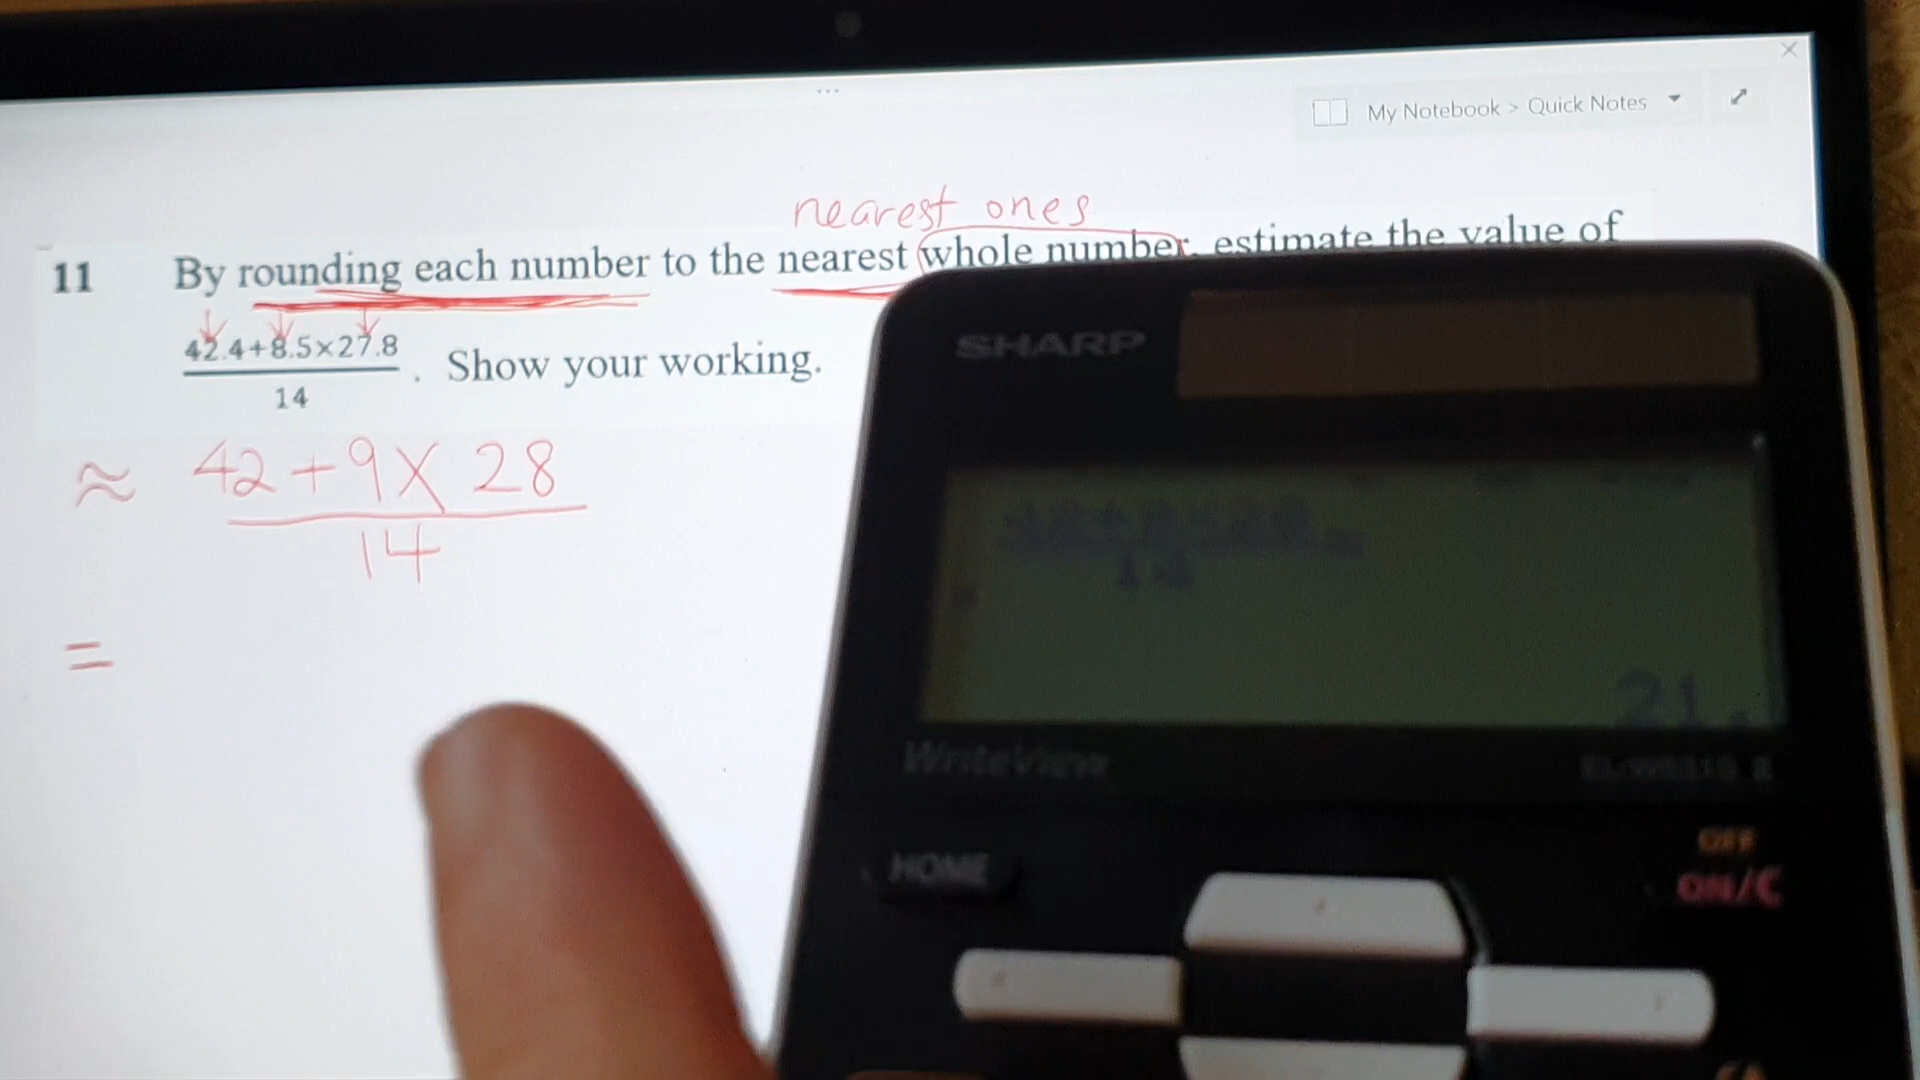 My Notebook > Quick Notes
nearest ones
11 By rounding each number to the nearest whole number, estimate the value of
42.4+8.5×27.8
14
. Show your working.
≈ 42+9×28
14
=
SHARP
21.
WriteView
HOME
OFF
ON/C